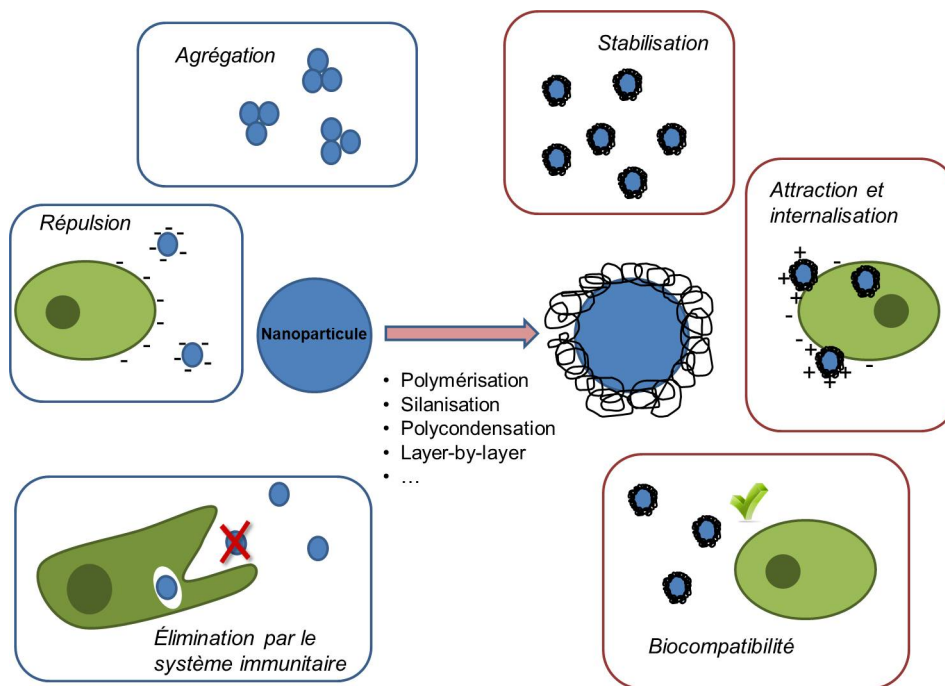 Agrégation
Stabilisation
Répulsion
Attraction et
internalisation
Nanoparticule
• Polymérisation
• Silanisation
• Polycondensation
• Layer-by-layer
• ...
Élimination par le
système immunitaire
Biocompatibilité